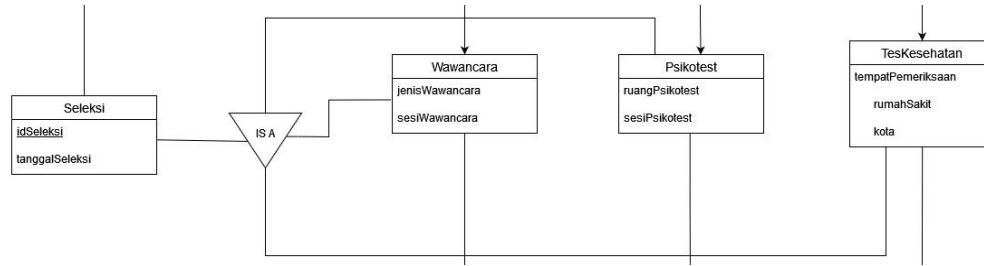 Seleksi
idSeleksi
tanggalSeleksi
IS A
Wawancara
jenisWawancara
sesiWawancara
Psikotest
ruangPsikotest
sesiPsikotest
TesKesehatan
tempatPemeriksaan
rumahSakit
kota